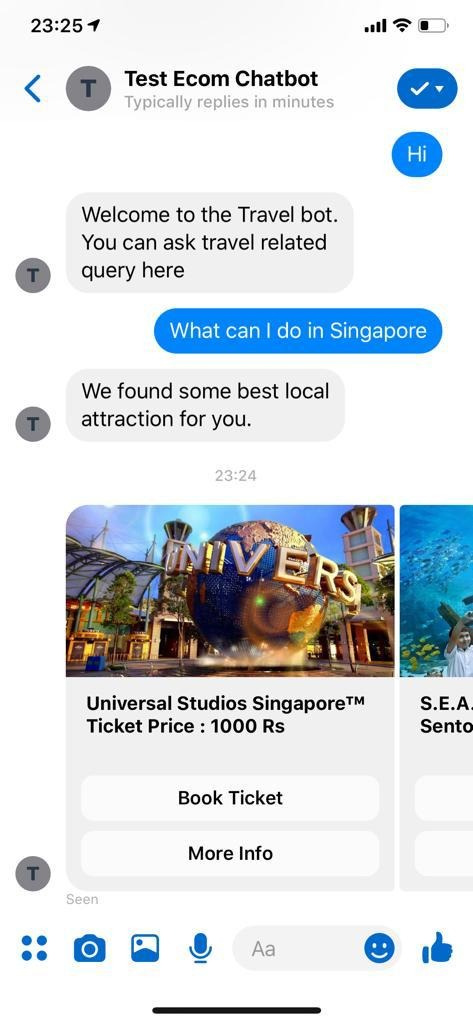 23:25
T
Test Ecom Chatbot
Typically replies in minutes
Hi
Welcome to the Travel bot.
You can ask travel related
query here
T
What can I do in Singapore
We found some best local
attraction for you.
T
23:24
UNIVERS
Universal Studios Singapore™
Ticket Price : 1000 Rs
S.E.A.
Sento
Book Ticket
More Info
T
Seen
Aa